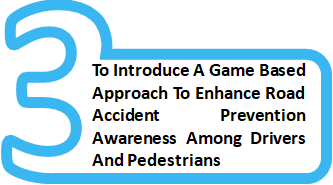 3
To Introduce A Game Based
Approach To Enhance Road
Accident Prevention
Awareness Among Drivers
And Pedestrians